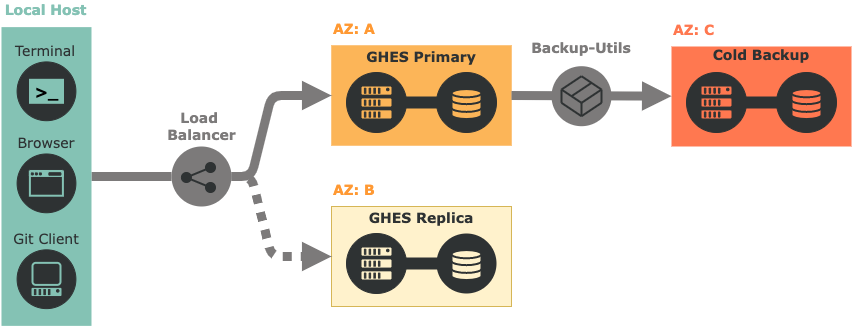 Local Host
Terminal
>_
Browser
Git Client
Load
Balancer
AZ: A
GHES Primary
AZ: B
GHES Replica
Backup-Utils
AZ: C
Cold Backup